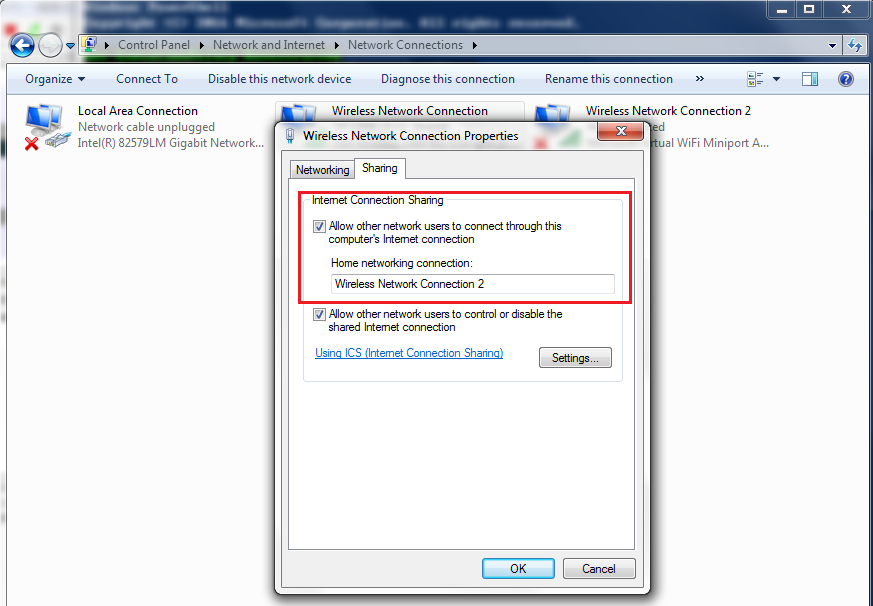 Control Panel Network and Internet Network Connections
Organize Connect To Disable this network device Diagnose this connection Rename this connection »
Local Area Connection
Network cable unplugged
Intel(R) 82579LM Gigabit Network...
Wireless Network Connection
Wireless Network Connection 2
rtual WiFi Miniport A...
Wireless Network Connection Properties
Networking Sharing
Internet Connection Sharing
Allow other network users to connect through this
computer's Internet connection
Home networking connection:
Wireless Network Connection 2
Allow other network users to control or disable the
shared Internet connection
Using ICS (Internet Connection Sharing)
Settings...
OK Cancel